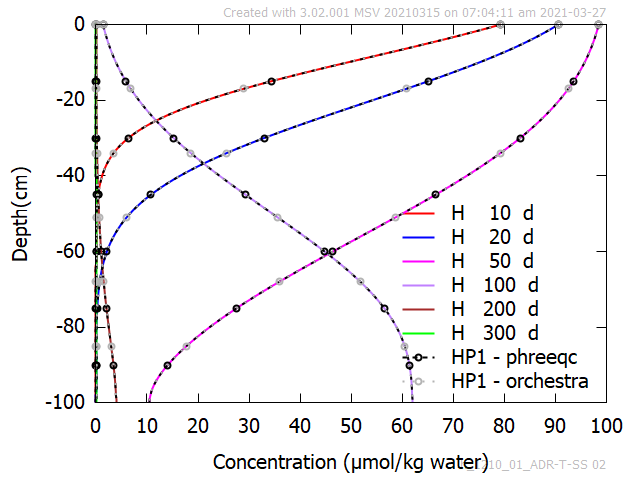 Created with 3.02.001 MSV 20210315 on 07:04:11 am 2021-03-27
0
-20
-40
-60
-80
-100
Depth(cm)
H 10 d
H 20 d
H 50 d
H 100 d
H 200 d
H 300 d
HP1 - phreeqc
HP1 - orchestra
0 10 20 30 40 50 60 70 80 90 100
Concentration (µmol/kg water)
210_01_ADR-T-SS 02